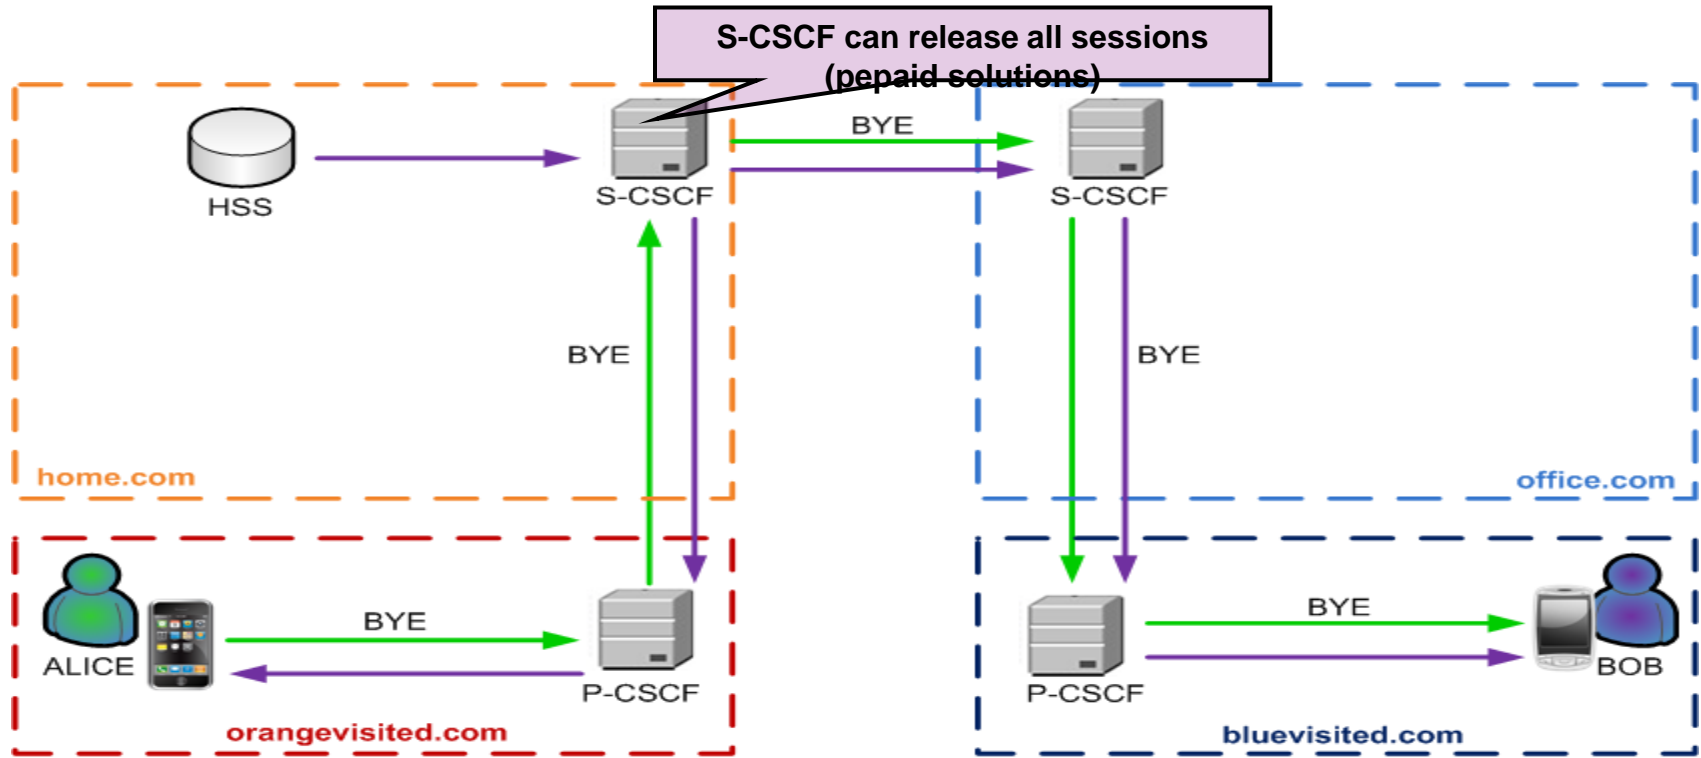 S-CSCF can release all sessions
(pepaid solutions)
BYE
HSS
S-CSCF
S-CSCF
BYE
BYE
home.com
office.com
ALICE
BYE
P-CSCF
BYE
P-CSCF
BOB
orangevisited.com
bluevisited.com